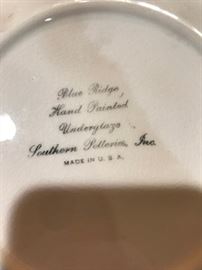 Blue Ridge
Hand Painted
Underglaze
Southern Potteries, Inc.
MADE IN U.S.A.